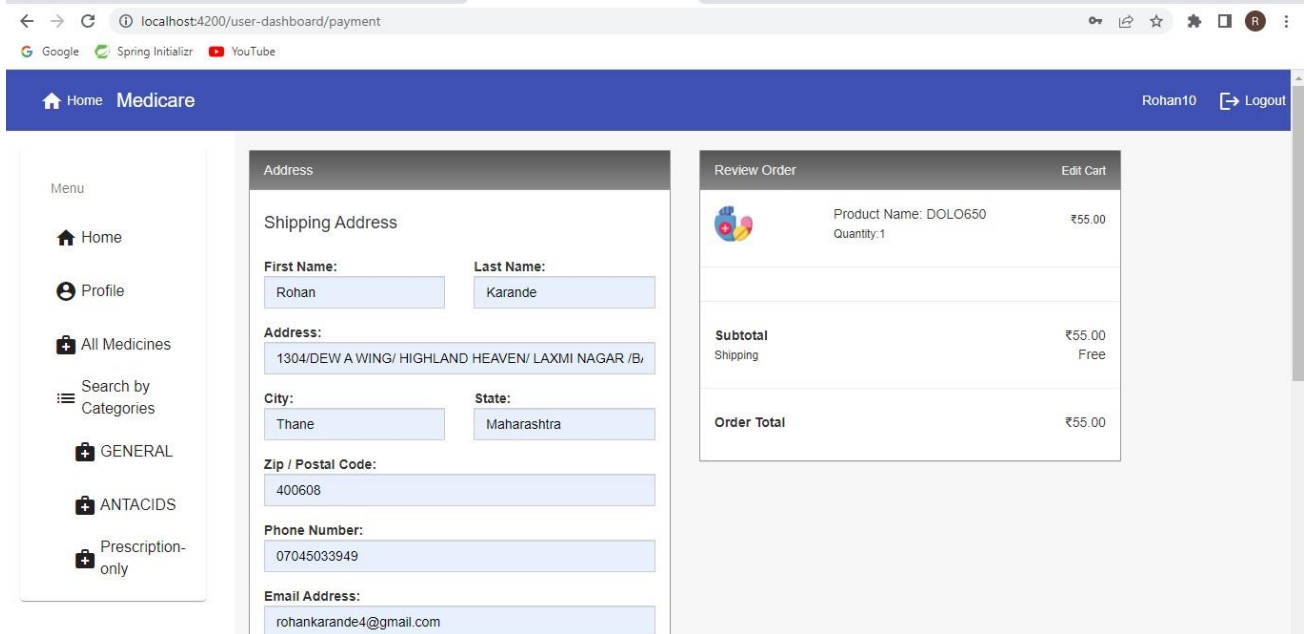 localhost:4200/user-dashboard/payment
R
Google Spring Initializr YouTube
Home Medicare Rohan10 Logout
Menu
Home
Profile
All Medicines
Search by
Categories
GENERAL
ANTACIDS
Prescription-
only
Address
Shipping Address
First Name: Last Name:
Rohan Karande
Address:
1304/DEW A WING/ HIGHLAND HEAVEN/ LAXMI NAGAR /BA
City: State:
Thane Maharashtra
Zip / Postal Code:
400608
Phone Number:
07045033949
Email Address:
rohankarande4@gmail.com
Review Order Edit Cart
Product Name: DOLO650 ₹55.00
Quantity:1
Subtotal ₹55.00
Shipping Free
Order Total ₹55.00